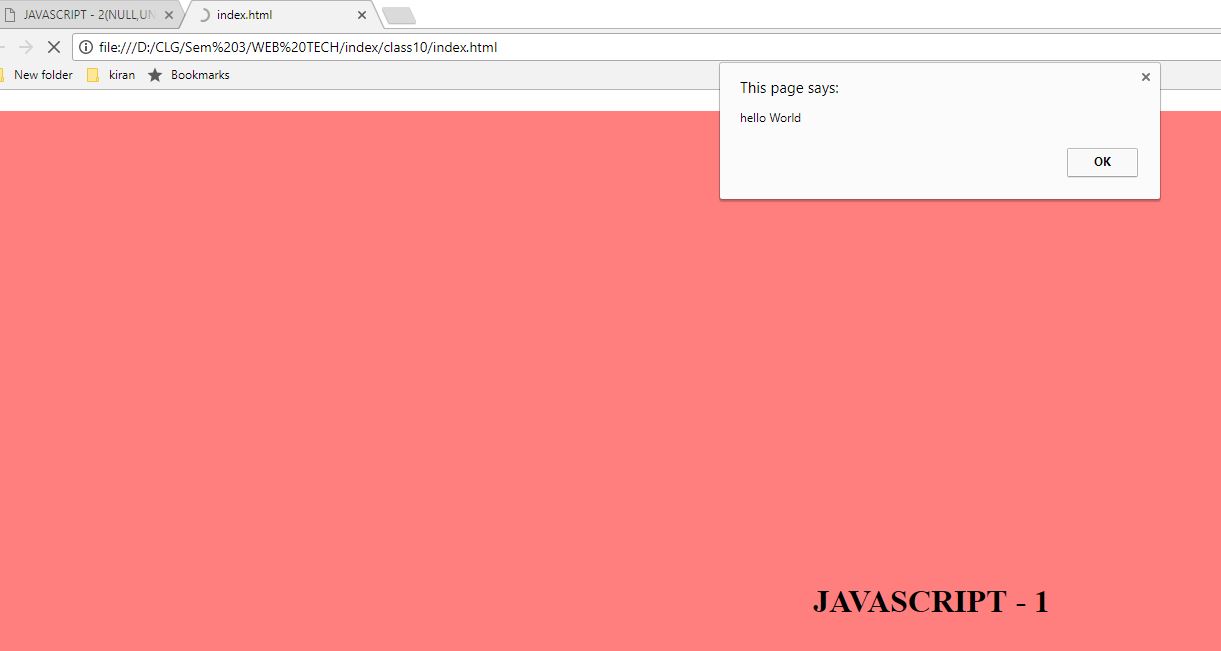 JAVASCRIPT - 2(NULL,UN
index.html
file:///D:/CLG/Sem%203/WEB%20TECH/index/class10/index.html
New folder kiran Bookmarks
This page says:
hello World
OK
JAVASCRIPT - 1